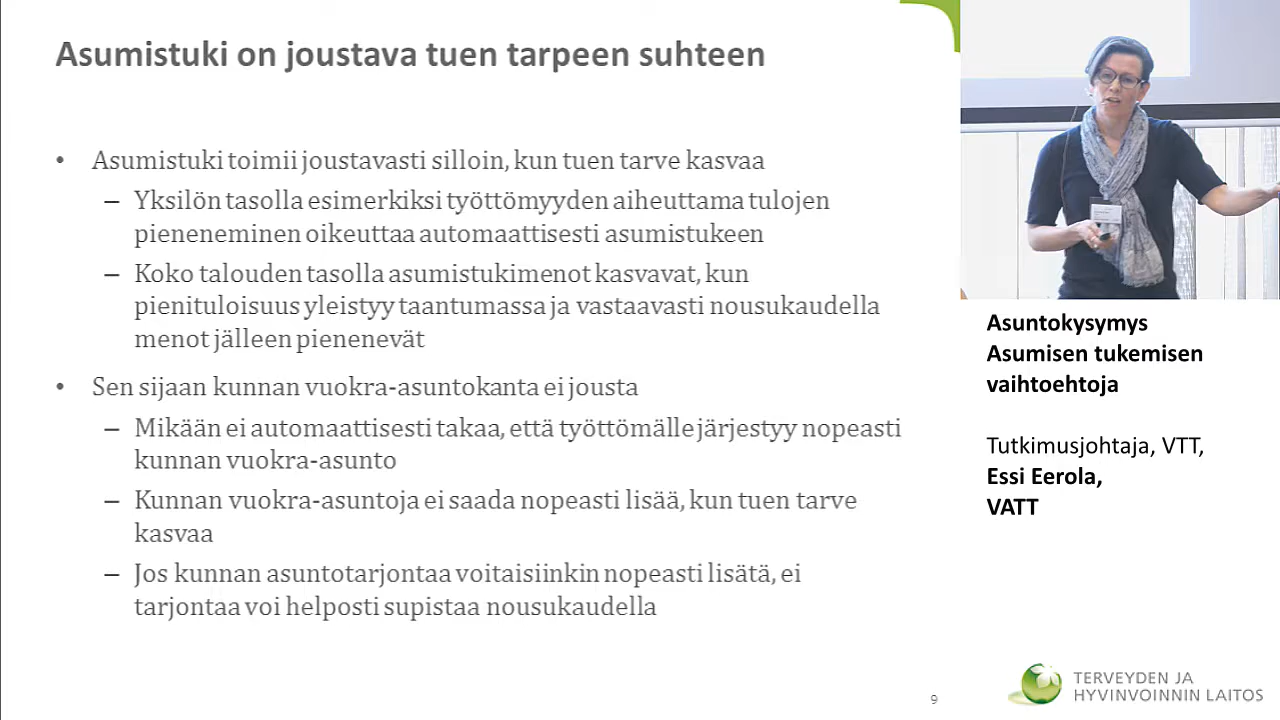 Asumistuki on joustava tuen tarpeen suhteen
• Asumistuki toimii joustavasti silloin, kun tuen tarve kasvaa
– Yksilön tasolla esimerkiksi työttömyyden aiheuttama tulojen
pieneneminen oikeuttaa automaattisesti asumistukeen
– Koko talouden tasolla asumistukimenot kasvavat, kun
pienituloisuus yleistyy taantumassa ja vastaavasti nousukaudella
menot jälleen pienenevät
• Sen sijaan kunnan vuokra-asuntokanta ei jousta
– Mikään ei automaattisesti takaa, että työttömälle järjestyy nopeasti
kunnan vuokra-asunto
– Kunnan vuokra-asuntoja ei saada nopeasti lisää, kun tuen tarve
kasvaa
– Jos kunnan asuntotarjontaa voitaisiinkin nopeasti lisätä, ei
tarjontaa voi helposti supistaa nousukaudella
9
Asuntokysymys
Asumisen tukemisen
vaihtoehtoja
Tutkimusjohtaja, VTT,
Essi Eerola,
VATT
TERVEYDEN JA
HYVINVOINNIN LAITOS